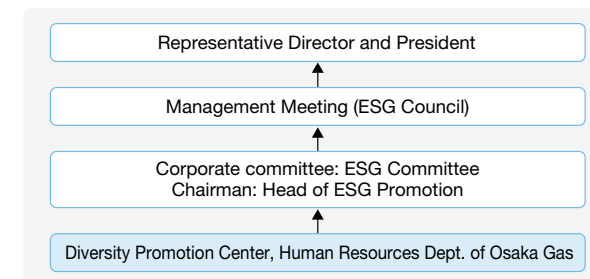 Representative Director and President
Management Meeting (ESG Council)
Corporate committee: ESG Committee
Chairman: Head of ESG Promotion
Diversity Promotion Center, Human Resources Dept. of Osaka Gas